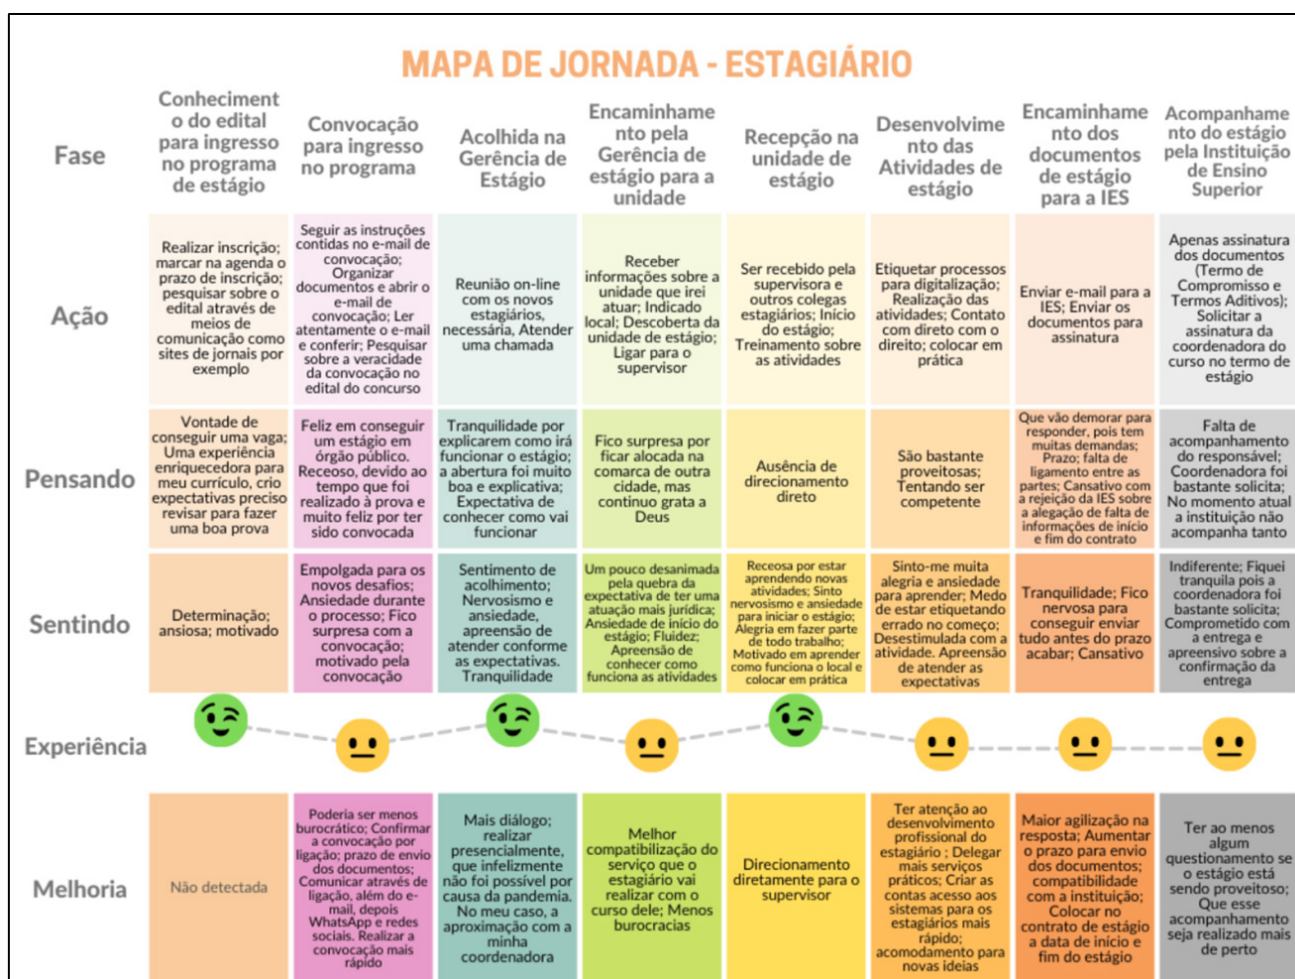 MAPA DE JORNADA - ESTAGIÁRIO
Fase
Conheciment
o do edital
para ingresso
no programa
de estágio
Convocação
para ingresso
no programa
Acolhida na
Gerência de
Estágio
Encaminhame
nto pela
Gerência de
estágio para a
unidade
Recepção na
unidade de
estágio
Desenvolvime
nto das
Atividades de
estágio
Encaminhame
nto dos
documentos
de estágio
para a IES
Acompanhame
nto do estágio
pela Instituição
de Ensino
Superior
Ação
Realizar inscrição;
marcar na agenda o
prazo de inscrição;
pesquisar sobre o
edital através de
meios de
comunicação como
sites de jornais por
exemplo
Seguir as instruções
contidas no e-mail de
convocação;
Organizar
documentos e abrir o
e-mail de
convocação; Ler
atentamente o e-mail
e conferir; Pesquisar
sobre a veracidade
da convocação no
edital do concurso
Reunião on-line
com os novos
estagiários,
necessária, Atender
uma chamada
Receber
informações sobre a
unidade que irei
atuar; Indicado
local; Descoberta da
unidade de estágio;
Ligar para o
supervisor
Ser recebido pela
supervisora e
outros colegas
estagiários; Início
do estágio;
Treinamento sobre
as atividades
Etiquetar processos
para digitalização;
Realização das
atividades; Contato
com direto com o
direito; colocar em
prática
Enviar e-mail para a
IES; Enviar os
documentos para
assinatura
Apenas assinatura
dos documentos
(Termo de
Compromisso e
Termos Aditivos);
Solicitar a
assinatura da
coordenadora do
curso no termo de
estágio
Pensando
Vontade de
conseguir uma vaga;
Uma experiência
enriquecedora para
meu currículo, crio
expectativas preciso
revisar para fazer
uma boa prova
Feliz em conseguir
um estágio em
órgão público.
Receoso, devido ao
tempo que foi
realizado à prova e
muito feliz por ter
sido convocada
Tranquilidade por
explicarem como irá
funcionar o estágio;
a abertura foi muito
boa e explicativa;
Expectativa de
conhecer como vai
funcionar
Fico surpresa por
ficar alocada na
comarca de outra
cidade, mas
continuo grata a
Deus
Ausência de
direcionamento
direto
São bastante
proveitosas;
Tentando ser
competente
Que vão demorar para
responder, pois tem
muitas demandas;
Prazo; falta de
ligamento entre as
partes; Cansativo com
a rejeição da IES sobre
a alegação de falta de
informações de início
e fim do contrato
Falta de
acompanhamento
do responsável;
Coordenadora foi
bastante solicita;
No momento atual
a instituição não
acompanha tanto
Sentindo
Determinação;
ansiosa; motivado
Empolgada para os
novos desafios;
Ansiedade durante
o processo; Fico
surpresa com a
convocação;
motivado pela
convocação
Sentimento de
acolhimento;
Nervosismo e
ansiedade,
apreensão de
atender conforme
as expectativas.
Tranquilidade
Um pouco desanimada
pela quebra da
expectativa de ter uma
atuação mais jurídica;
Ansiedade de início do
estágio; Fluidez;
Apreensão de
conhecer como
funciona as atividades
Receosa por estar
aprendendo novas
atividades; Sinto
nervosismo e ansiedade
para iniciar o estágio;
Alegria em fazer parte
de todo trabalho;
Motivado em aprender
como funciona o local e
colocar em prática
Sinto-me muita
alegria e ansiedade
para aprender; Medo
de estar etiquetando
errado no começo;
Desestimulada com a
atividade. Apreensão
de atender as
expectativas
Tranquilidade; Fico
nervosa para
conseguir enviar
tudo antes do prazo
acabar; Cansativo
Indiferente; Fiquei
tranquila pois a
coordenadora foi
bastante solicita;
Comprometido com
a entrega e
apreensivo sobre a
confirmação da
entrega
Experiência
Melhoria
Não detectada
Poderia ser menos
burocrático; Confirmar
a convocação por
ligação; prazo de envio
dos documentos;
Comunicar através de
ligação, além do e-
mail, depois
WhatsApp e redes
sociais. Realizar a
convocação mais
rápido
Mais diálogo;
realizar
presencialmente,
que infelizmente
não foi possível por
causa da pandemia.
No meu caso, a
aproximação com a
minha
coordenadora
Melhor
compatibilização do
serviço que o
estagiário vai
realizar com o
curso dele; Menos
burocracias
Direcionamento
diretamente para o
supervisor
Ter atenção ao
desenvolvimento
profissional do
estagiário ; Delegar
mais serviços
práticos; Criar as
contas acesso aos
sistemas para os
estagiários mais
rápido;
acomodamento para
novas ideias
Maior agilização na
resposta; Aumentar
o prazo para envio
dos documentos;
compatibilidade
com a instituição;
Colocar no
contrato de estágio
a data de início e
fim do estágio
Ter ao menos
algum
questionamento se
o estágio está
sendo proveitoso;
Que esse
acompanhamento
seja realizado mais
de perto